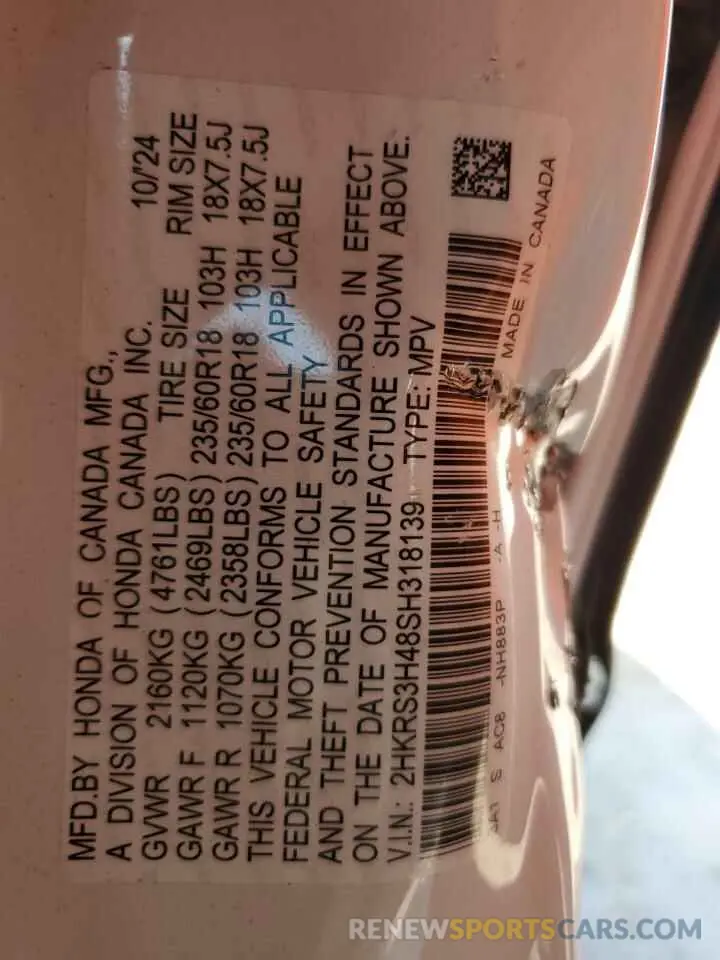 MFD.BY HONDA OF CANADA MFG.,
A DIVISION OF HONDA CANADA INC. 10/'24
GVWR 2160KG (4761LBS) TIRE SIZE RIM SIZE
GAWR F 1120KG (2469LBS) 235/60R18 103H 18X7.5J
GAWR R 1070KG (2358LBS) 235/60R18 103H 18X7.5J
THIS VEHICLE CONFORMS TO ALL APPLICABLE
FEDERAL MOTOR VEHICLE SAFETY
AND THEFT PREVENTION STANDARDS IN EFFECT
ON THE DATE OF MANUFACTURE SHOWN ABOVE.
V.I.N.: 2HKRS3H48SH318139 TYPE: MPV
S AC8 -NH883P -A -H MADE IN CANADA
RENEWSPORTSCARS.COM